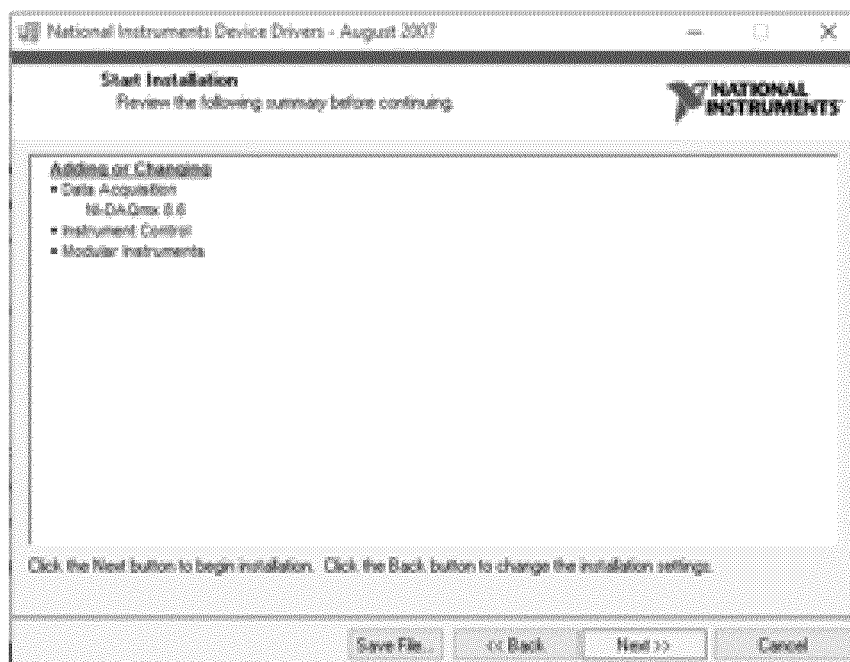 National Instruments Device Drivers - August 2007
Start Installation
Review the following summary before continuing.
NATIONAL
INSTRUMENTS
Adding or Changing
• Data Acquisition
NI-DAQmx 8.6
• Instrument Control
• Modular Instruments
Click the Next button to begin installation. Click the Back button to change the installation settings.
Save File...
<< Back
Next >>
Cancel